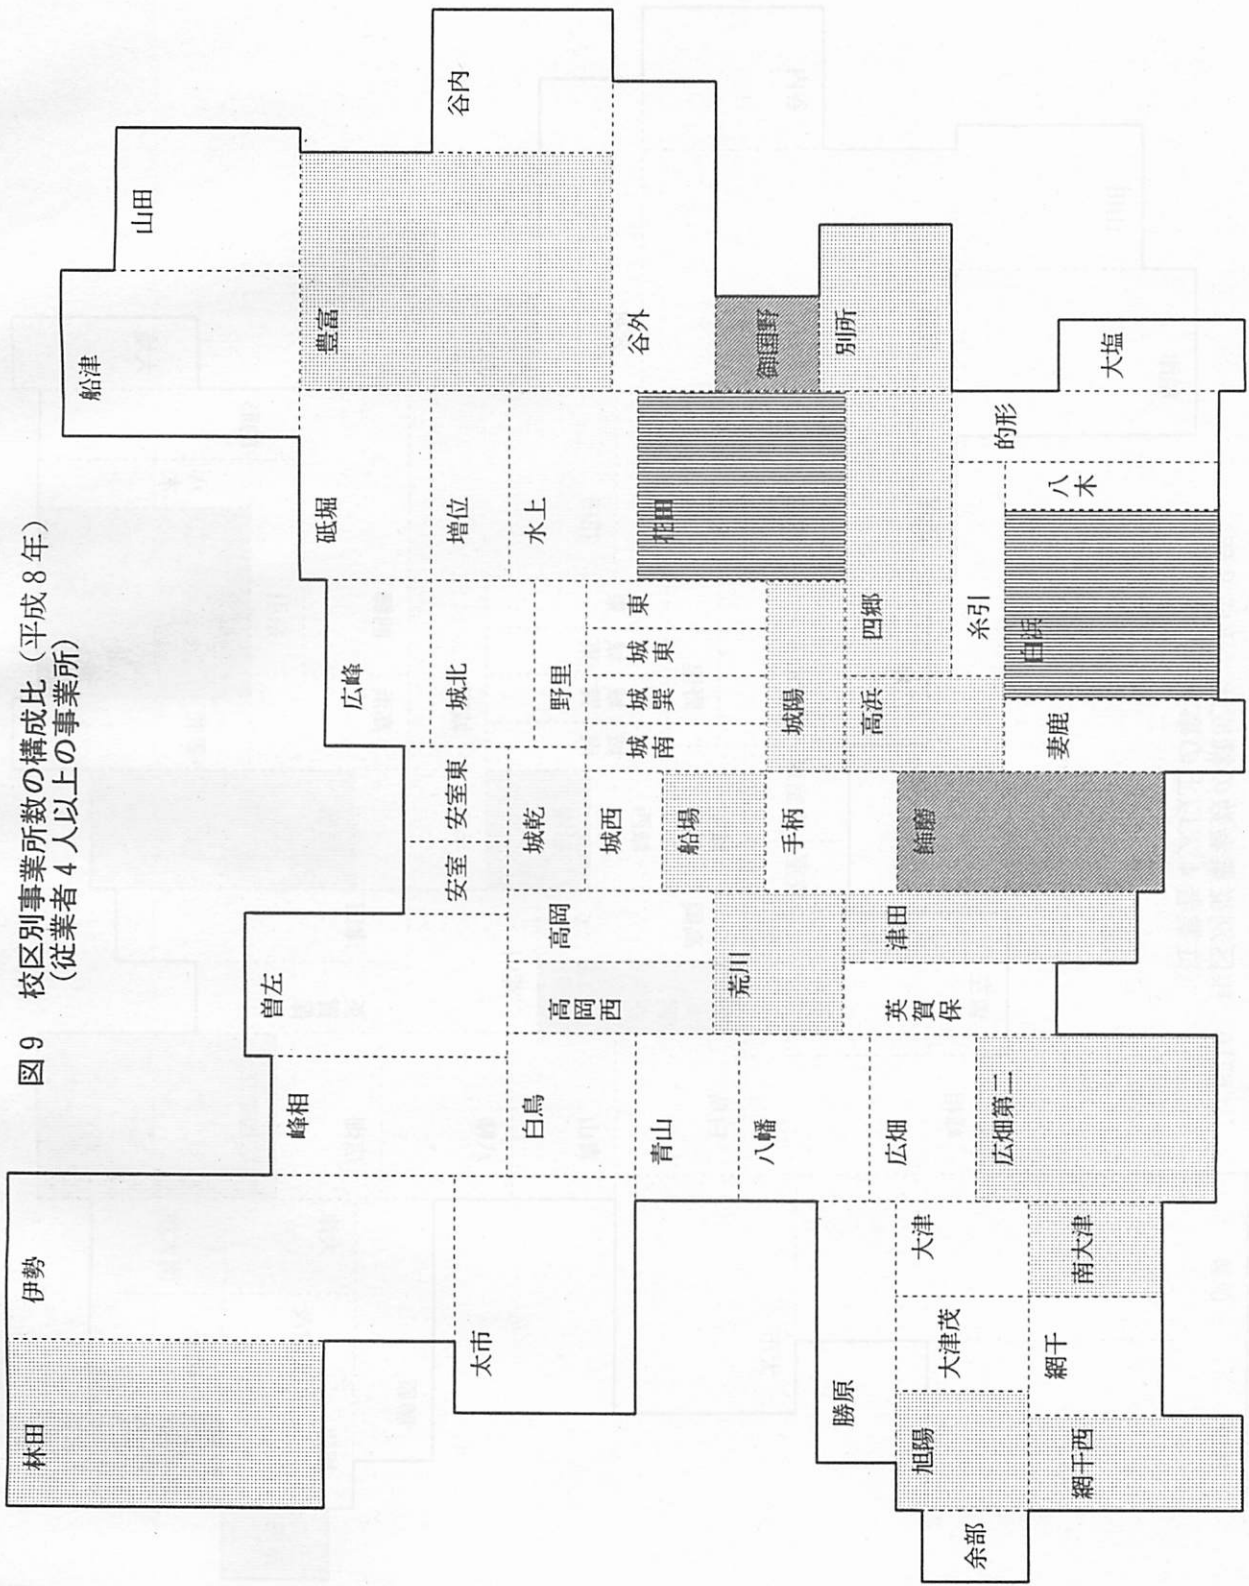 図9 校区別事業所数の構成比（平成8年）
（従業者4人以上の事業所）
林田
伊勢
太市
峰相
曽左
白鳥
青山
八幡
広畑
広畑第二
勝原
大津
南大津
大津茂
網干
旭陽
網干西
余部
安室
安室東
高岡
高岡西
荒川
津田
英賀保
城乾
城西
船場
手柄
飾磨
広峰
城北
野里
東
城東
城巽
城南
城陽
高浜
妻鹿
船津
山田
砥堀
増位
水上
花田
四郷
糸引
白浜
八木
的形
大塩
豊富
谷内
谷外
御国野
別所